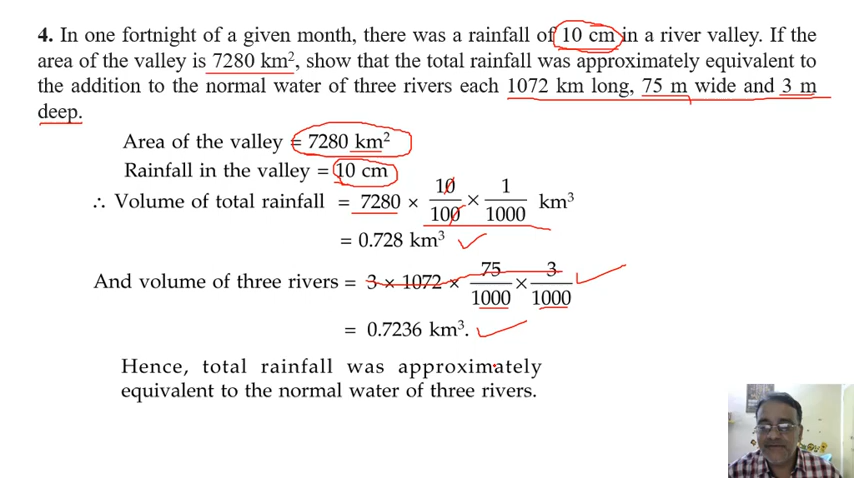 4. In one fortnight of a given month, there was a rainfall of 10 cm in a river valley. If the
area of the valley is 7280 km², show that the total rainfall was approximately equivalent to
the addition to the normal water of three rivers each 1072 km long, 75 m wide and 3 m
deep.
Area of the valley = 7280 km²
Rainfall in the valley = 10 cm
∴ Volume of total rainfall = 7280 × 10/100 × 1/1000 km³
= 0.728 km³
And volume of three rivers = 3 × 1072 × 75/1000 × 3/1000
= 0.7236 km³.
Hence, total rainfall was approximately
equivalent to the normal water of three rivers.